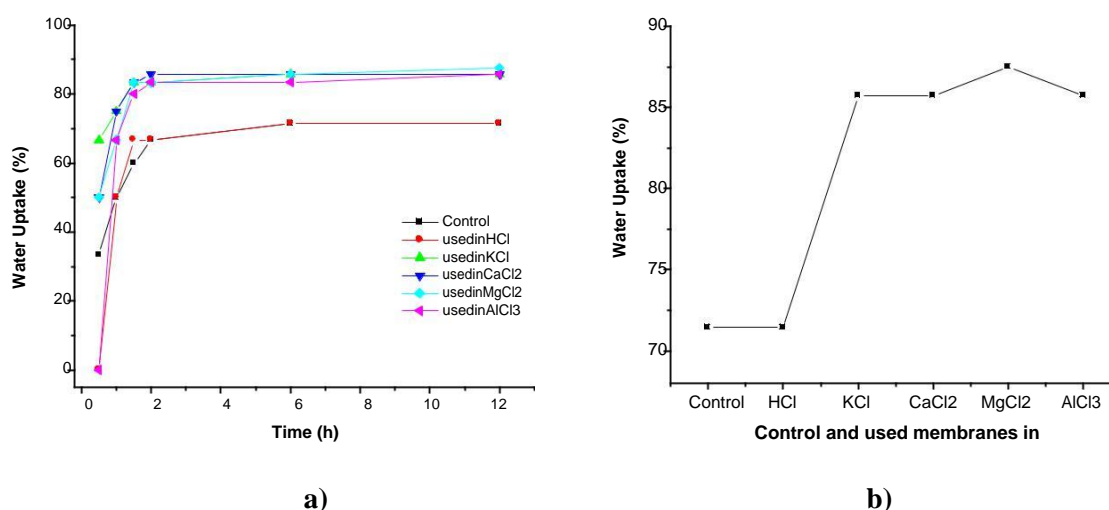 100
80
60
40
20
0
Water Uptake (%)
0 2 4 6 8 10 12
Time (h)
Control
usedinHCl
usedinKCl
usedinCaCl2
usedinMgCl2
usedinAlCl3
a)
90
85
80
75
70
Water Uptake (%)
Control HCl KCl CaCl2 MgCl2 AlCl3
Control and used membranes in
b)